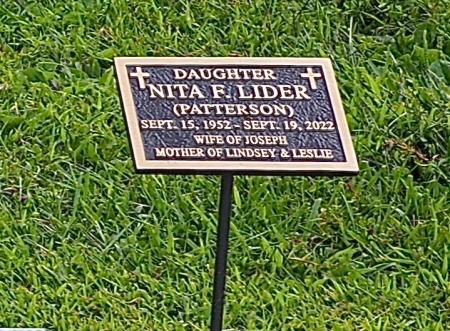 DAUGHTER
NITA F. LIDER
(PATTERSON)
SEPT. 15, 1952 - SEPT. 19, 2022
WIFE OF JOSEPH
MOTHER OF LINDSEY & LESLIE